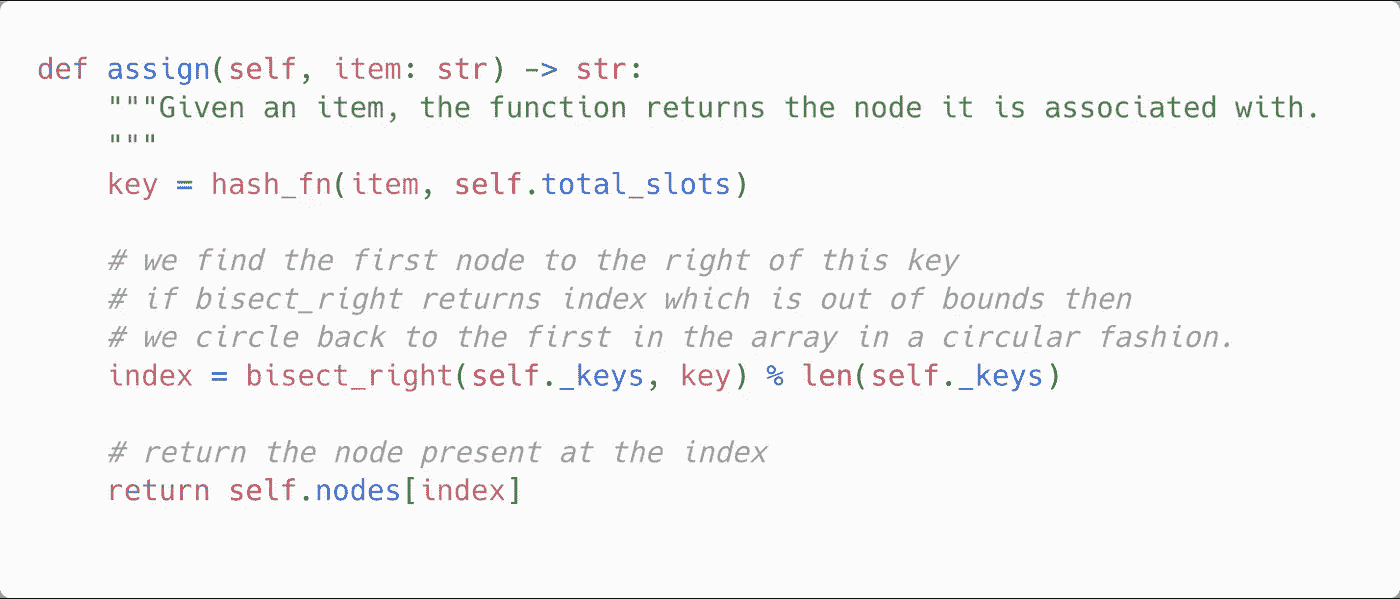 def assign(self, item: str) -> str:
    """Given an item, the function returns the node it is associated with.
    """
    key = hash_fn(item, self.total_slots)

    # we find the first node to the right of this key
    # if bisect_right returns index which is out of bounds then
    # we circle back to the first in the array in a circular fashion.
    index = bisect_right(self._keys, key) % len(self._keys)

    # return the node present at the index
    return self.nodes[index]